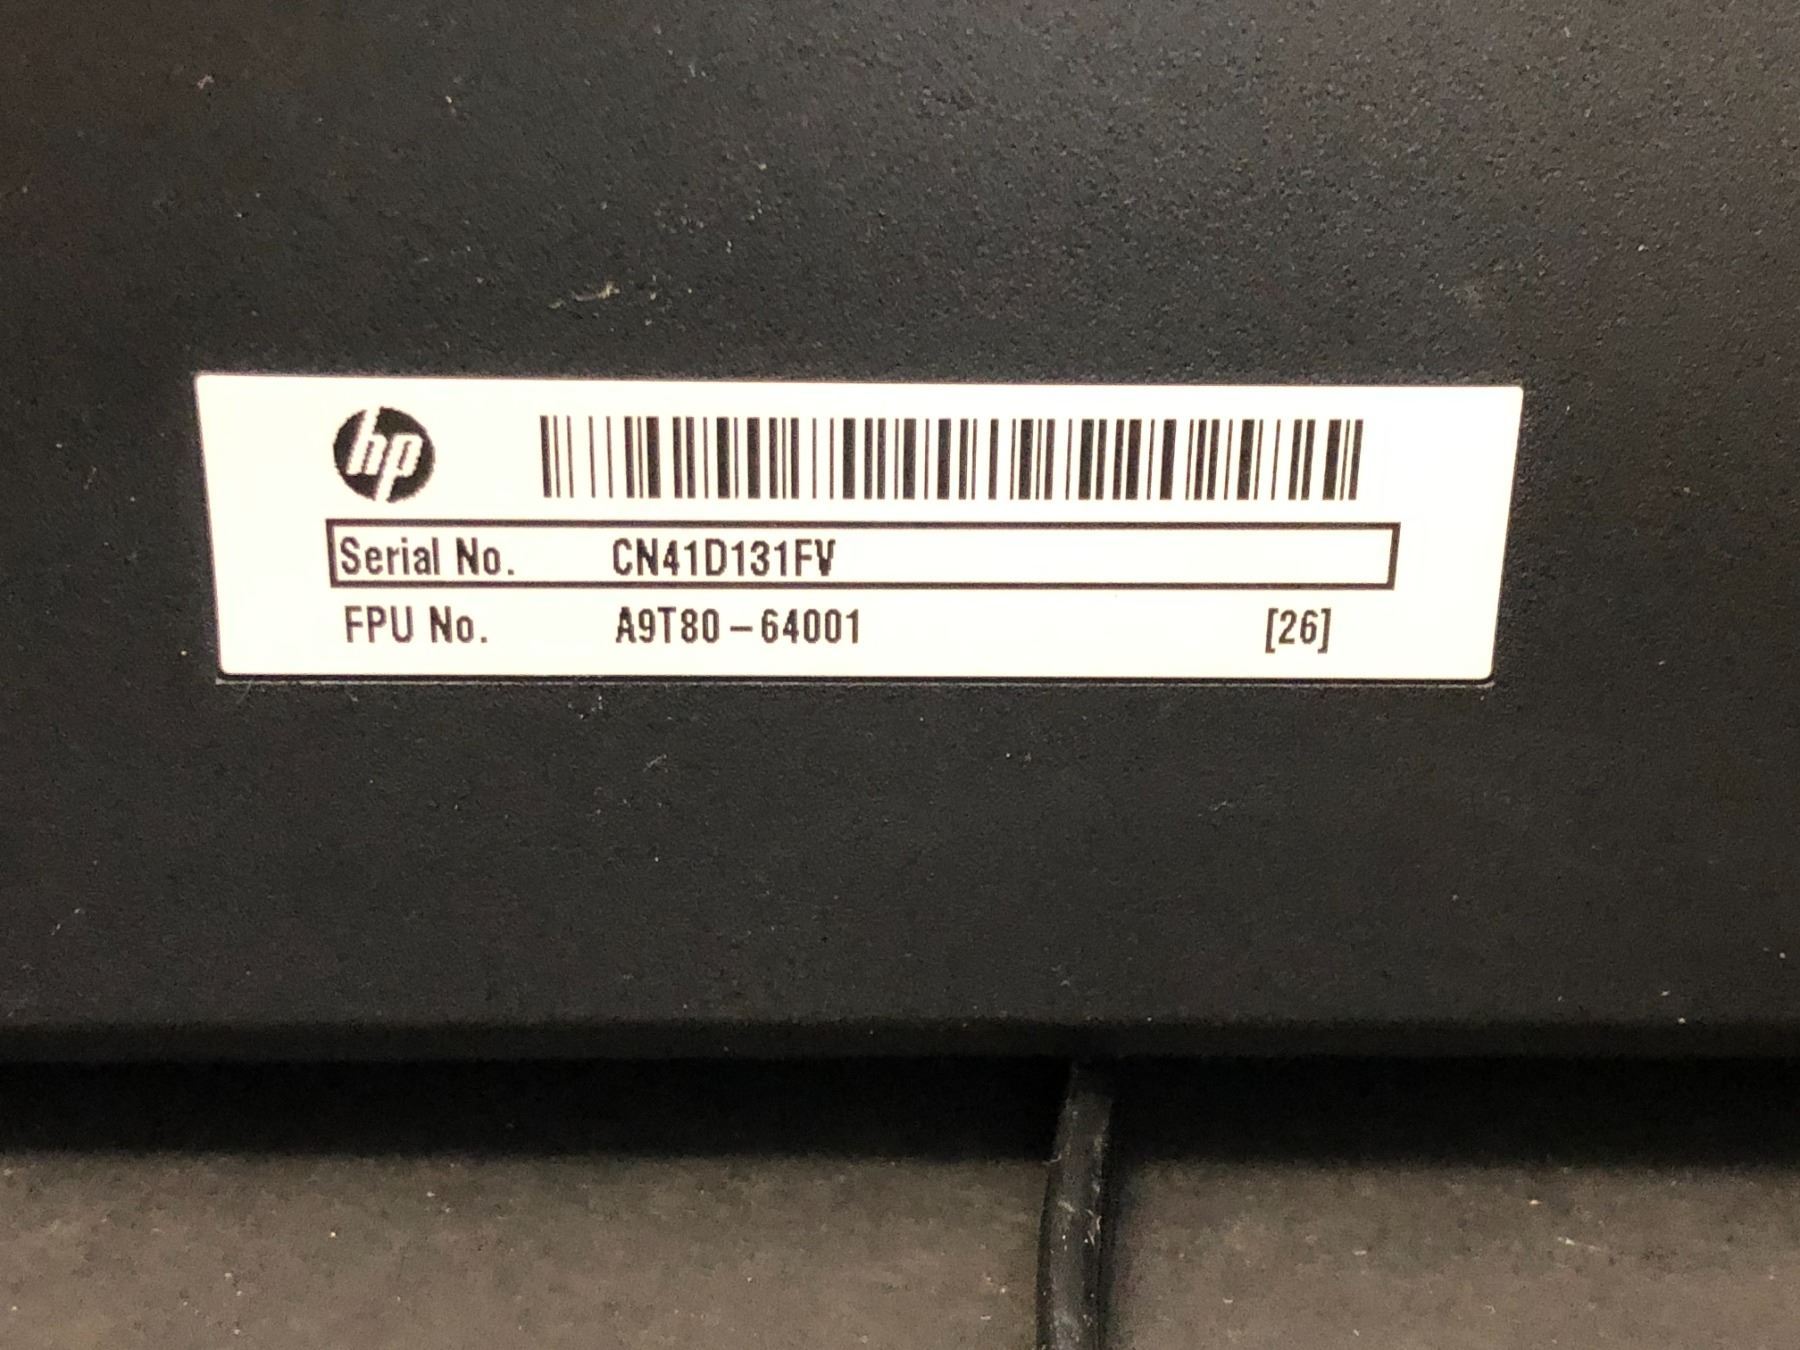 hp
Serial No. CN41D131FV
FPU No. A9T80-64001 [26]